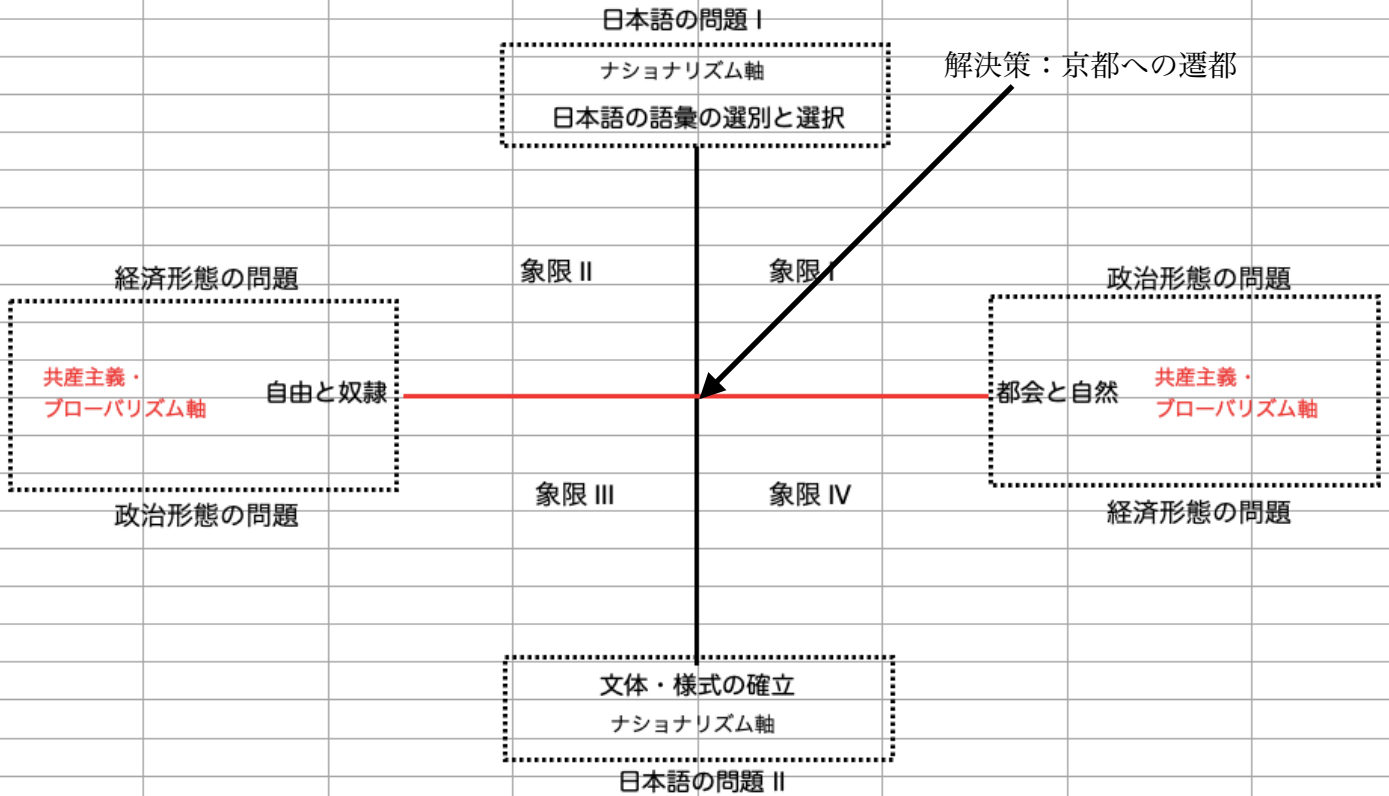 日本語の問題 I
ナショナリズム軸
日本語の語彙の選別と選択
解決策：京都への遷都
象限 II
象限 I
経済形態の問題
共産主義・
ブローバリズム軸
自由と奴隷
政治形態の問題
政治形態の問題
都会と自然
共産主義・
ブローバリズム軸
経済形態の問題
象限 III
象限 IV
文体・様式の確立
ナショナリズム軸
日本語の問題 II